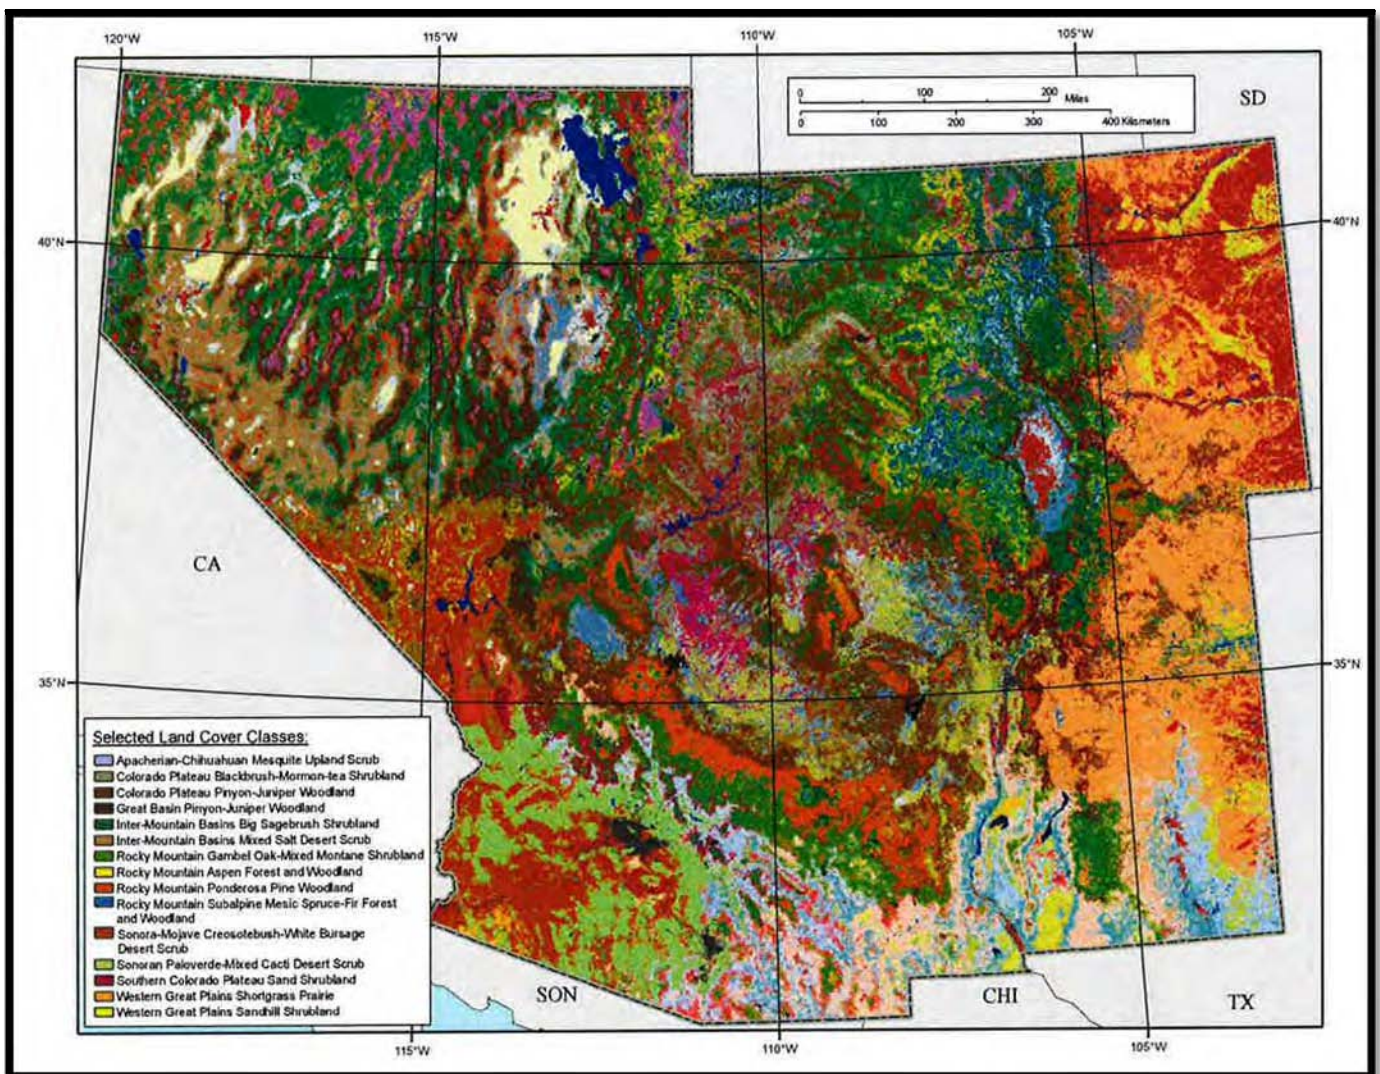 120°W 115°W 110°W 105°W
0 100 200 Miles
0 100 200 300 400 Kilometers
SD
40°N 40°N
CA
35°N 35°N
Selected Land Cover Classes:
Apacherian-Chihuahuan Mesquite Upland Scrub
Colorado Plateau Blackbrush-Mormon-tea Shrubland
Colorado Plateau Pinyon-Juniper Woodland
Great Basin Pinyon-Juniper Woodland
Inter-Mountain Basins Big Sagebrush Shrubland
Inter-Mountain Basins Mixed Salt Desert Scrub
Rocky Mountain Gambel Oak-Mixed Montane Shrubland
Rocky Mountain Aspen Forest and Woodland
Rocky Mountain Ponderosa Pine Woodland
Rocky Mountain Subalpine Mesic Spruce-Fir Forest
and Woodland
Sonora-Mojave Creosotebush-White Bursage
Desert Scrub
Sonoran Paloverde-Mixed Cacti Desert Scrub
Southern Colorado Plateau Sand Shrubland
Western Great Plains Shortgrass Prairie
Western Great Plains Sandhill Shrubland
SON CHI TX
115°W 110°W 105°W